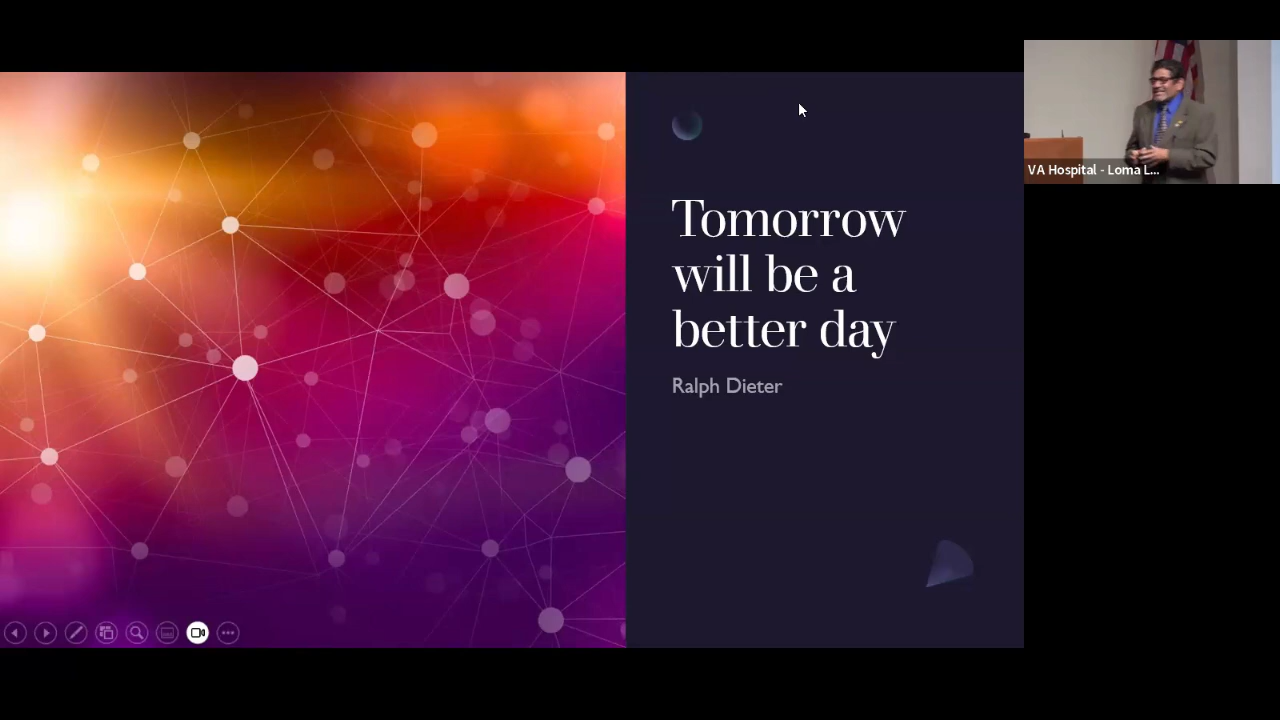 Tomorrow
will be a
better day
Ralph Dieter
VA Hospital - Loma L...